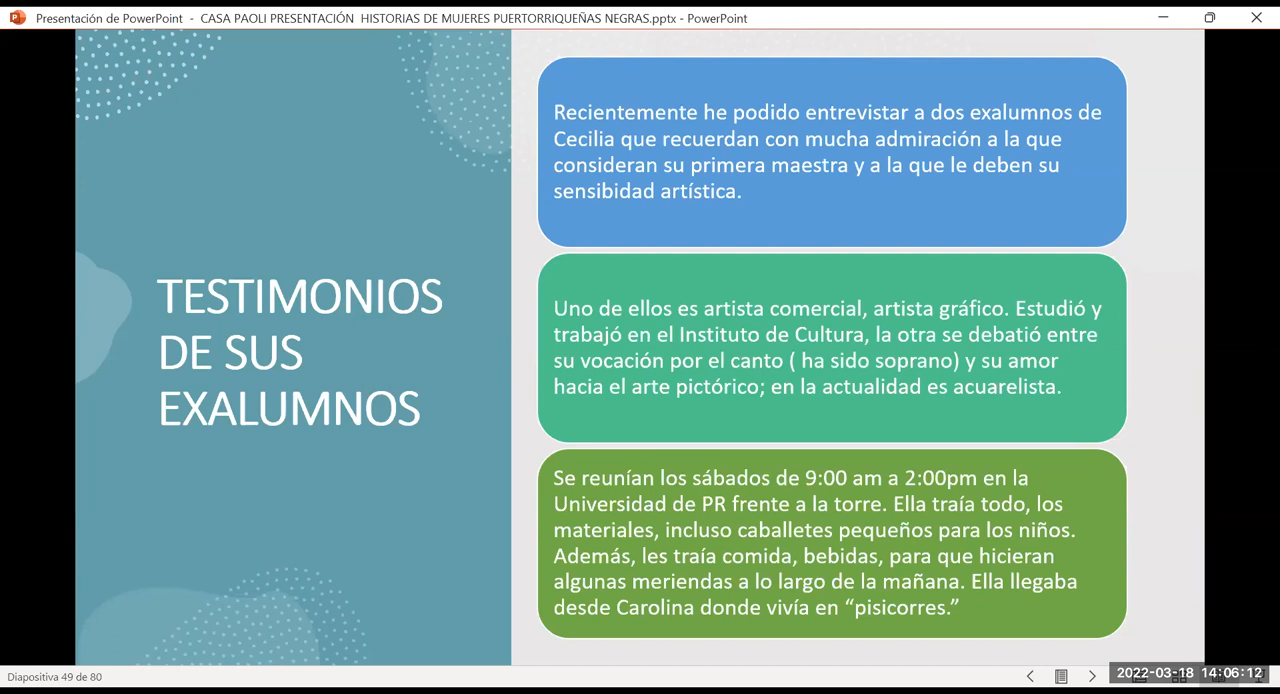 Presentación de PowerPoint - CASA PAOLI PRESENTACIÓN HISTORIAS DE MUJERES PUERTORRIQUEÑAS NEGRAS.pptx - PowerPoint
TESTIMONIOS
DE SUS
EXALUMNOS
Recientemente he podido entrevistar a dos exalumnos de
Cecilia que recuerdan con mucha admiración a la que
consideran su primera maestra y a la que le deben su
sensibidad artística.
Uno de ellos es artista comercial, artista gráfico. Estudió y
trabajó en el Instituto de Cultura, la otra se debatió entre
su vocación por el canto ( ha sido soprano) y su amor
hacia el arte pictórico; en la actualidad es acuarelista.
Se reunían los sábados de 9:00 am a 2:00pm en la
Universidad de PR frente a la torre. Ella traía todo, los
materiales, incluso caballetes pequeños para los niños.
Además, les traía comida, bebidas, para que hicieran
algunas meriendas a lo largo de la mañana. Ella llegaba
desde Carolina donde vivía en “pisicorres.”
Diapositiva 49 de 80
2022-03-18 14:06:12